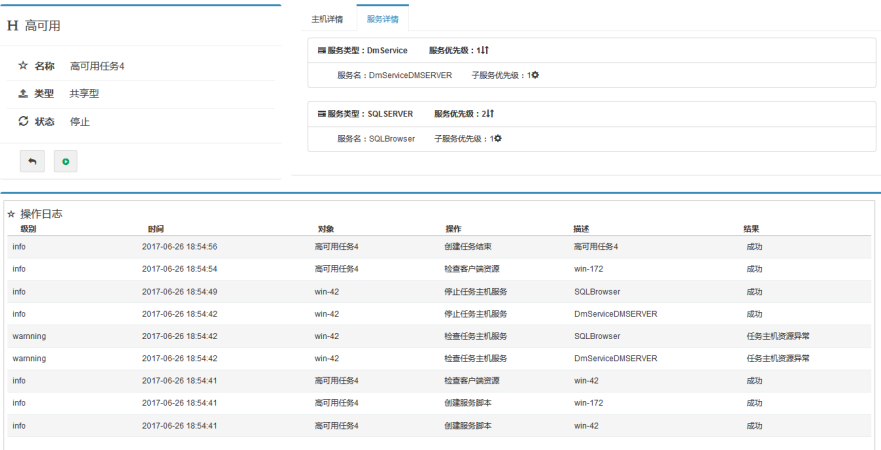 H 高可用
名称 高可用任务4
类型 共享型
状态 停止
主机详情 服务详情
服务类型：DmService 服务优先级：1
服务名：DmServiceDMSERVER 子服务优先级：1
服务类型：SQLSERVER 服务优先级：2
服务名：SQLBrowser 子服务优先级：1
操作日志
级别 时间 对象 操作 描述 结果
info 2017-06-26 18:54:56 高可用任务4 创建任务结束 高可用任务4 成功
info 2017-06-26 18:54:54 高可用任务4 检查客户端资源 win-172 成功
info 2017-06-26 18:54:49 win-42 停止任务主机服务 SQLBrowser 成功
info 2017-06-26 18:54:42 win-42 停止任务主机服务 DmServiceDMSERVER 成功
warnning 2017-06-26 18:54:42 win-42 检查任务主机服务 SQLBrowser 任务主机资源异常
warnning 2017-06-26 18:54:42 win-42 检查任务主机服务 DmServiceDMSERVER 任务主机资源异常
info 2017-06-26 18:54:41 高可用任务4 检查客户端资源 win-42 成功
info 2017-06-26 18:54:41 高可用任务4 创建服务脚本 win-172 成功
info 2017-06-26 18:54:41 高可用任务4 创建服务脚本 win-42 成功